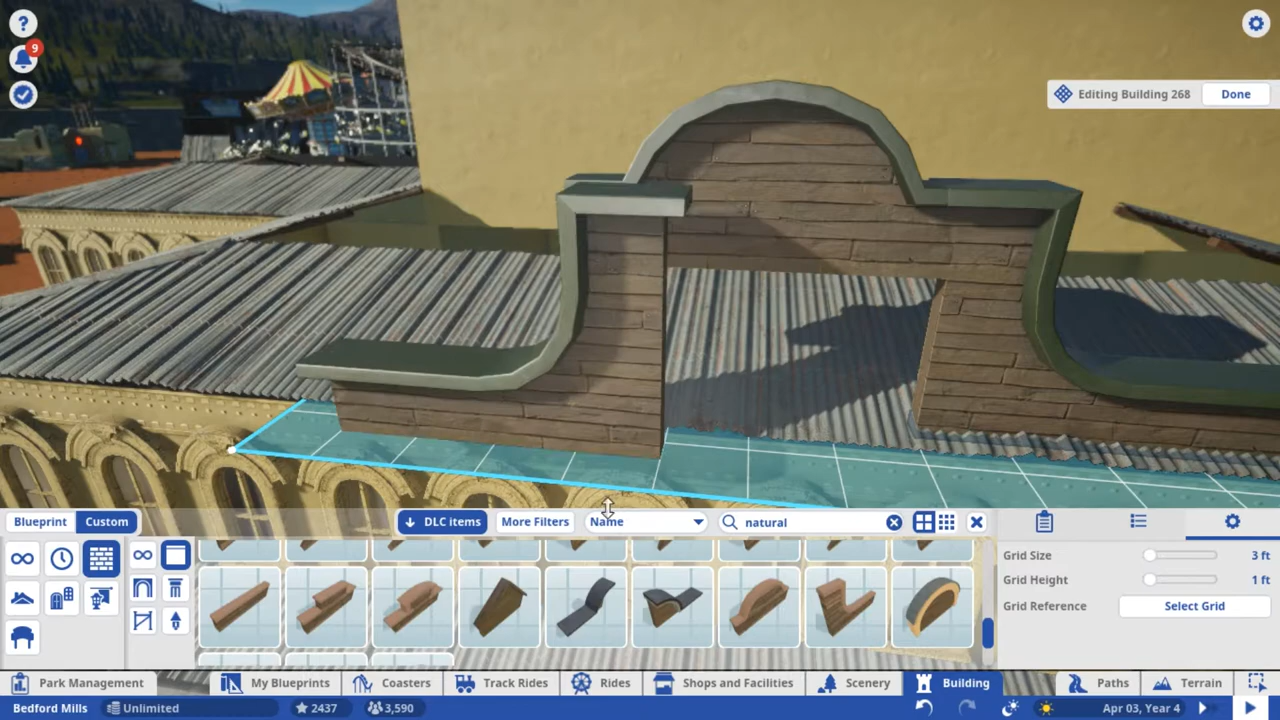 ?
9
Editing Building 268
Done
Blueprint
Custom
DLC items
More Filters
Name
natural
Grid Size
3 ft
Grid Height
1 ft
Grid Reference
Select Grid
Park Management
My Blueprints
Coasters
Track Rides
Rides
Shops and Facilities
Scenery
Building
Paths
Terrain
Bedford Mills
Unlimited
2437
3,590
Apr 03, Year 4